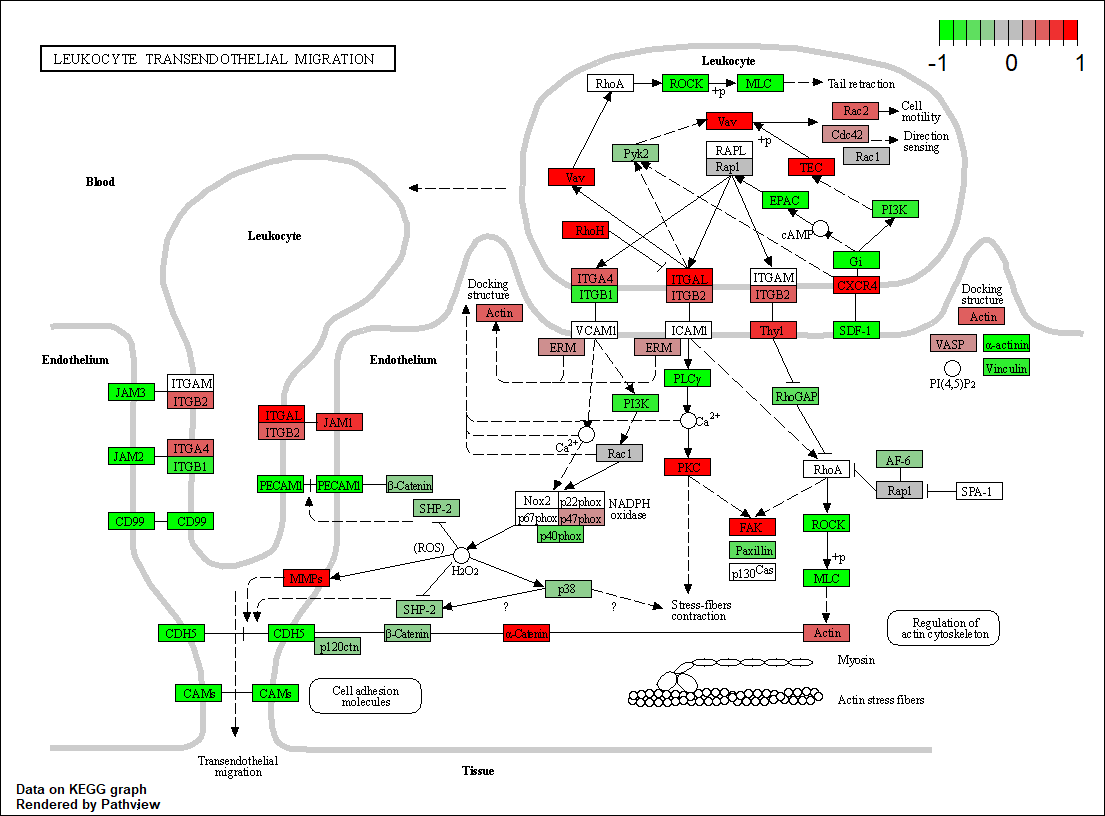 LEUKOCYTE TRANSENDOTHELIAL MIGRATION
-1 0 1
Leukocyte
RhoA
ROCK
+p
MLC
Tail retraction
Vav
+p
Rac2
Cell
motility
Cdc42
Direction
sensing
Rac1
Pyk2
RAPL
Rap1
TEC
Vav
EPAC
PI3K
cAMP
RhoH
Gi
Blood
Leukocyte
ITGA4
ITGB1
ITGAL
ITGB2
ITGAM
ITGB2
CXCR4
Docking
structure
Actin
VCAM1
ICAM1
Thy1
SDF-1
Docking
structure
Actin
ERM
ERM
VASP
α-actinin
PI(4,5)P2
Vinculin
Endothelium
Endothelium
JAM3
ITGAM
ITGB2
PLCγ
RhoGAP
PI3K
ITGAL
ITGB2
JAM1
Ca2+
Ca2+
JAM2
ITGA4
ITGB1
Rac1
PKC
RhoA
AF-6
Rap1
SPA-1
PECAM1
PECAM1
β-Catenin
SHP-2
Nox2
p22phox
p67phox
p47phox
p40phox
NADPH
oxidase
CD99
CD99
FAK
Paxillin
p130Cas
ROCK
+p
MLC
(ROS)
H2O2
MMPs
p38
SHP-2
?
?
Stress-fibers
contraction
CDH5
CDH5
p120ctn
β-Catenin
α-Catenin
Actin
Regulation of
actin cytoskeleton
Myosin
CAMs
CAMs
Cell adhesion
molecules
Actin stress fibers
Transendothelial
migration
Tissue
Data on KEGG graph
Rendered by Pathview